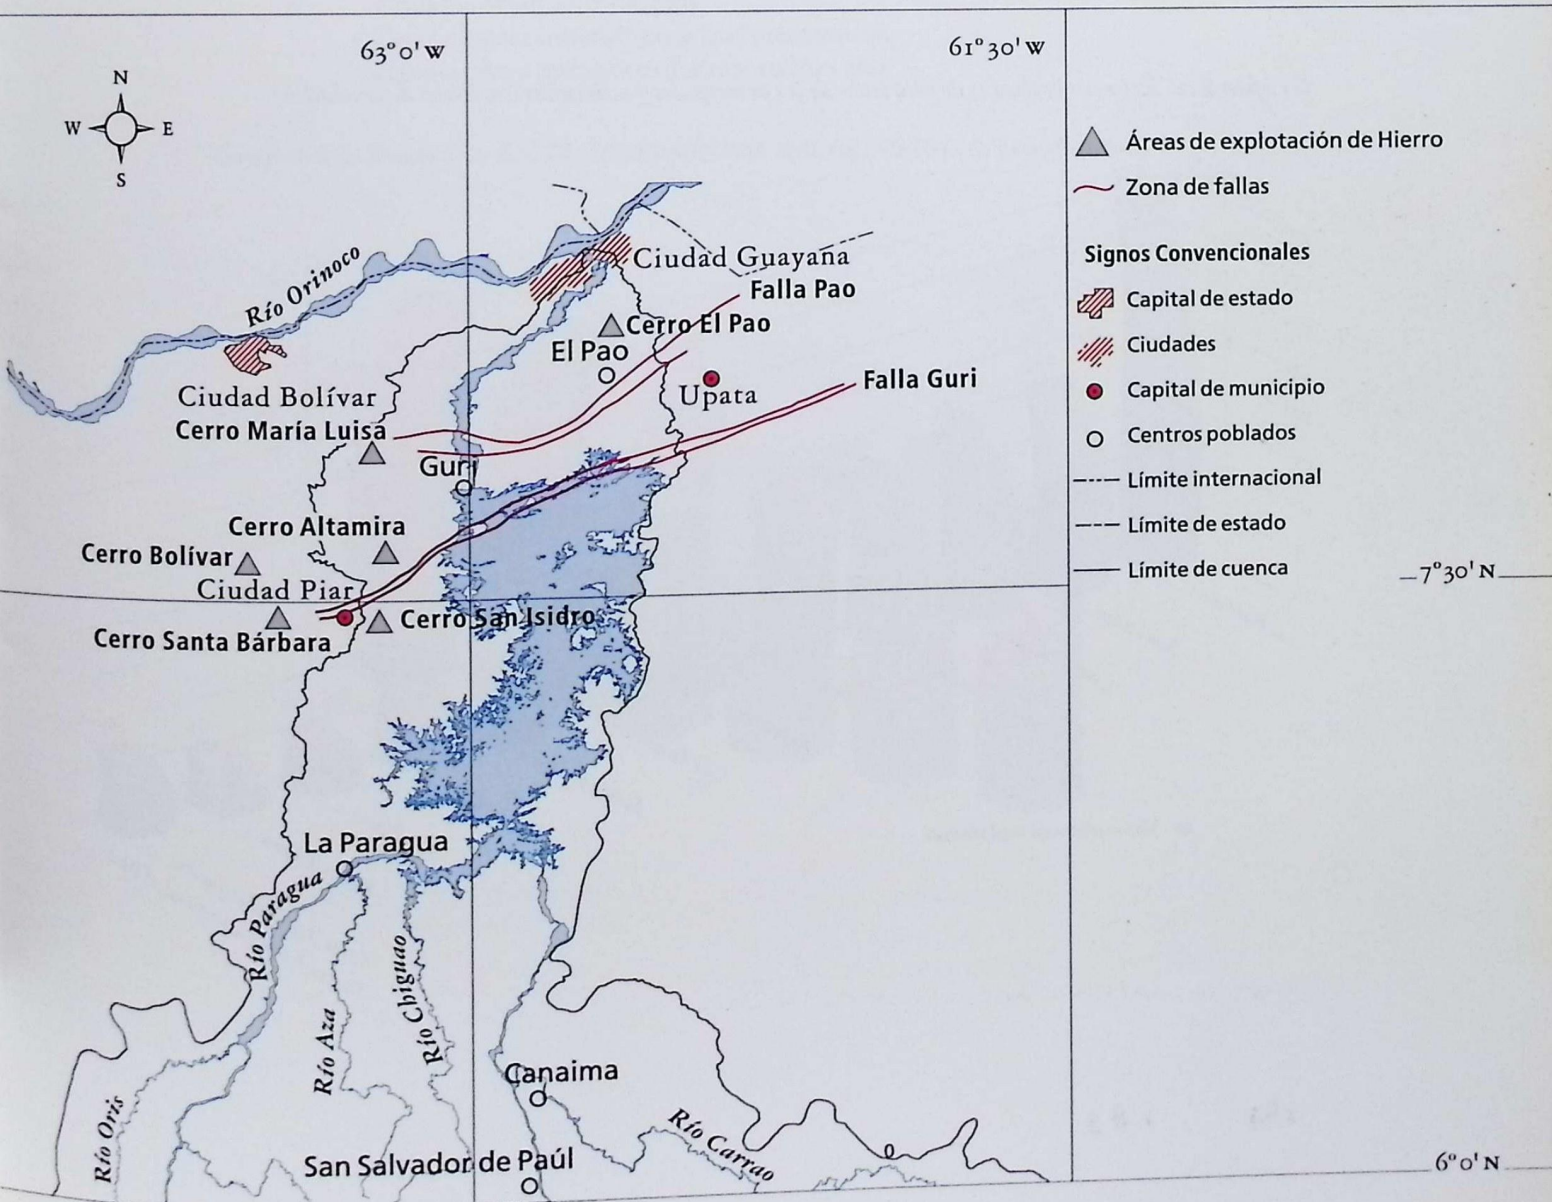 63°0'W
61°30'W
N
W
E
S
Áreas de explotación de Hierro
Zona de fallas
Signos Convencionales
Capital de estado
Ciudades
Capital de municipio
Centros poblados
Límite internacional
Límite de estado
Límite de cuenca
7°30'N
6°0'N
Río Orinoco
Ciudad Guayana
Falla Pao
Cerro El Pao
El Pao
Falla Guri
Upata
Ciudad Bolívar
Cerro María Luisa
Guri
Cerro Altamira
Cerro Bolívar
Ciudad Piar
Cerro San Isidro
Cerro Santa Bárbara
La Paragua
Río Paragua
Río Chiguao
Río Aza
Canaima
Río Oris
Río Carrao
San Salvador de Paúl